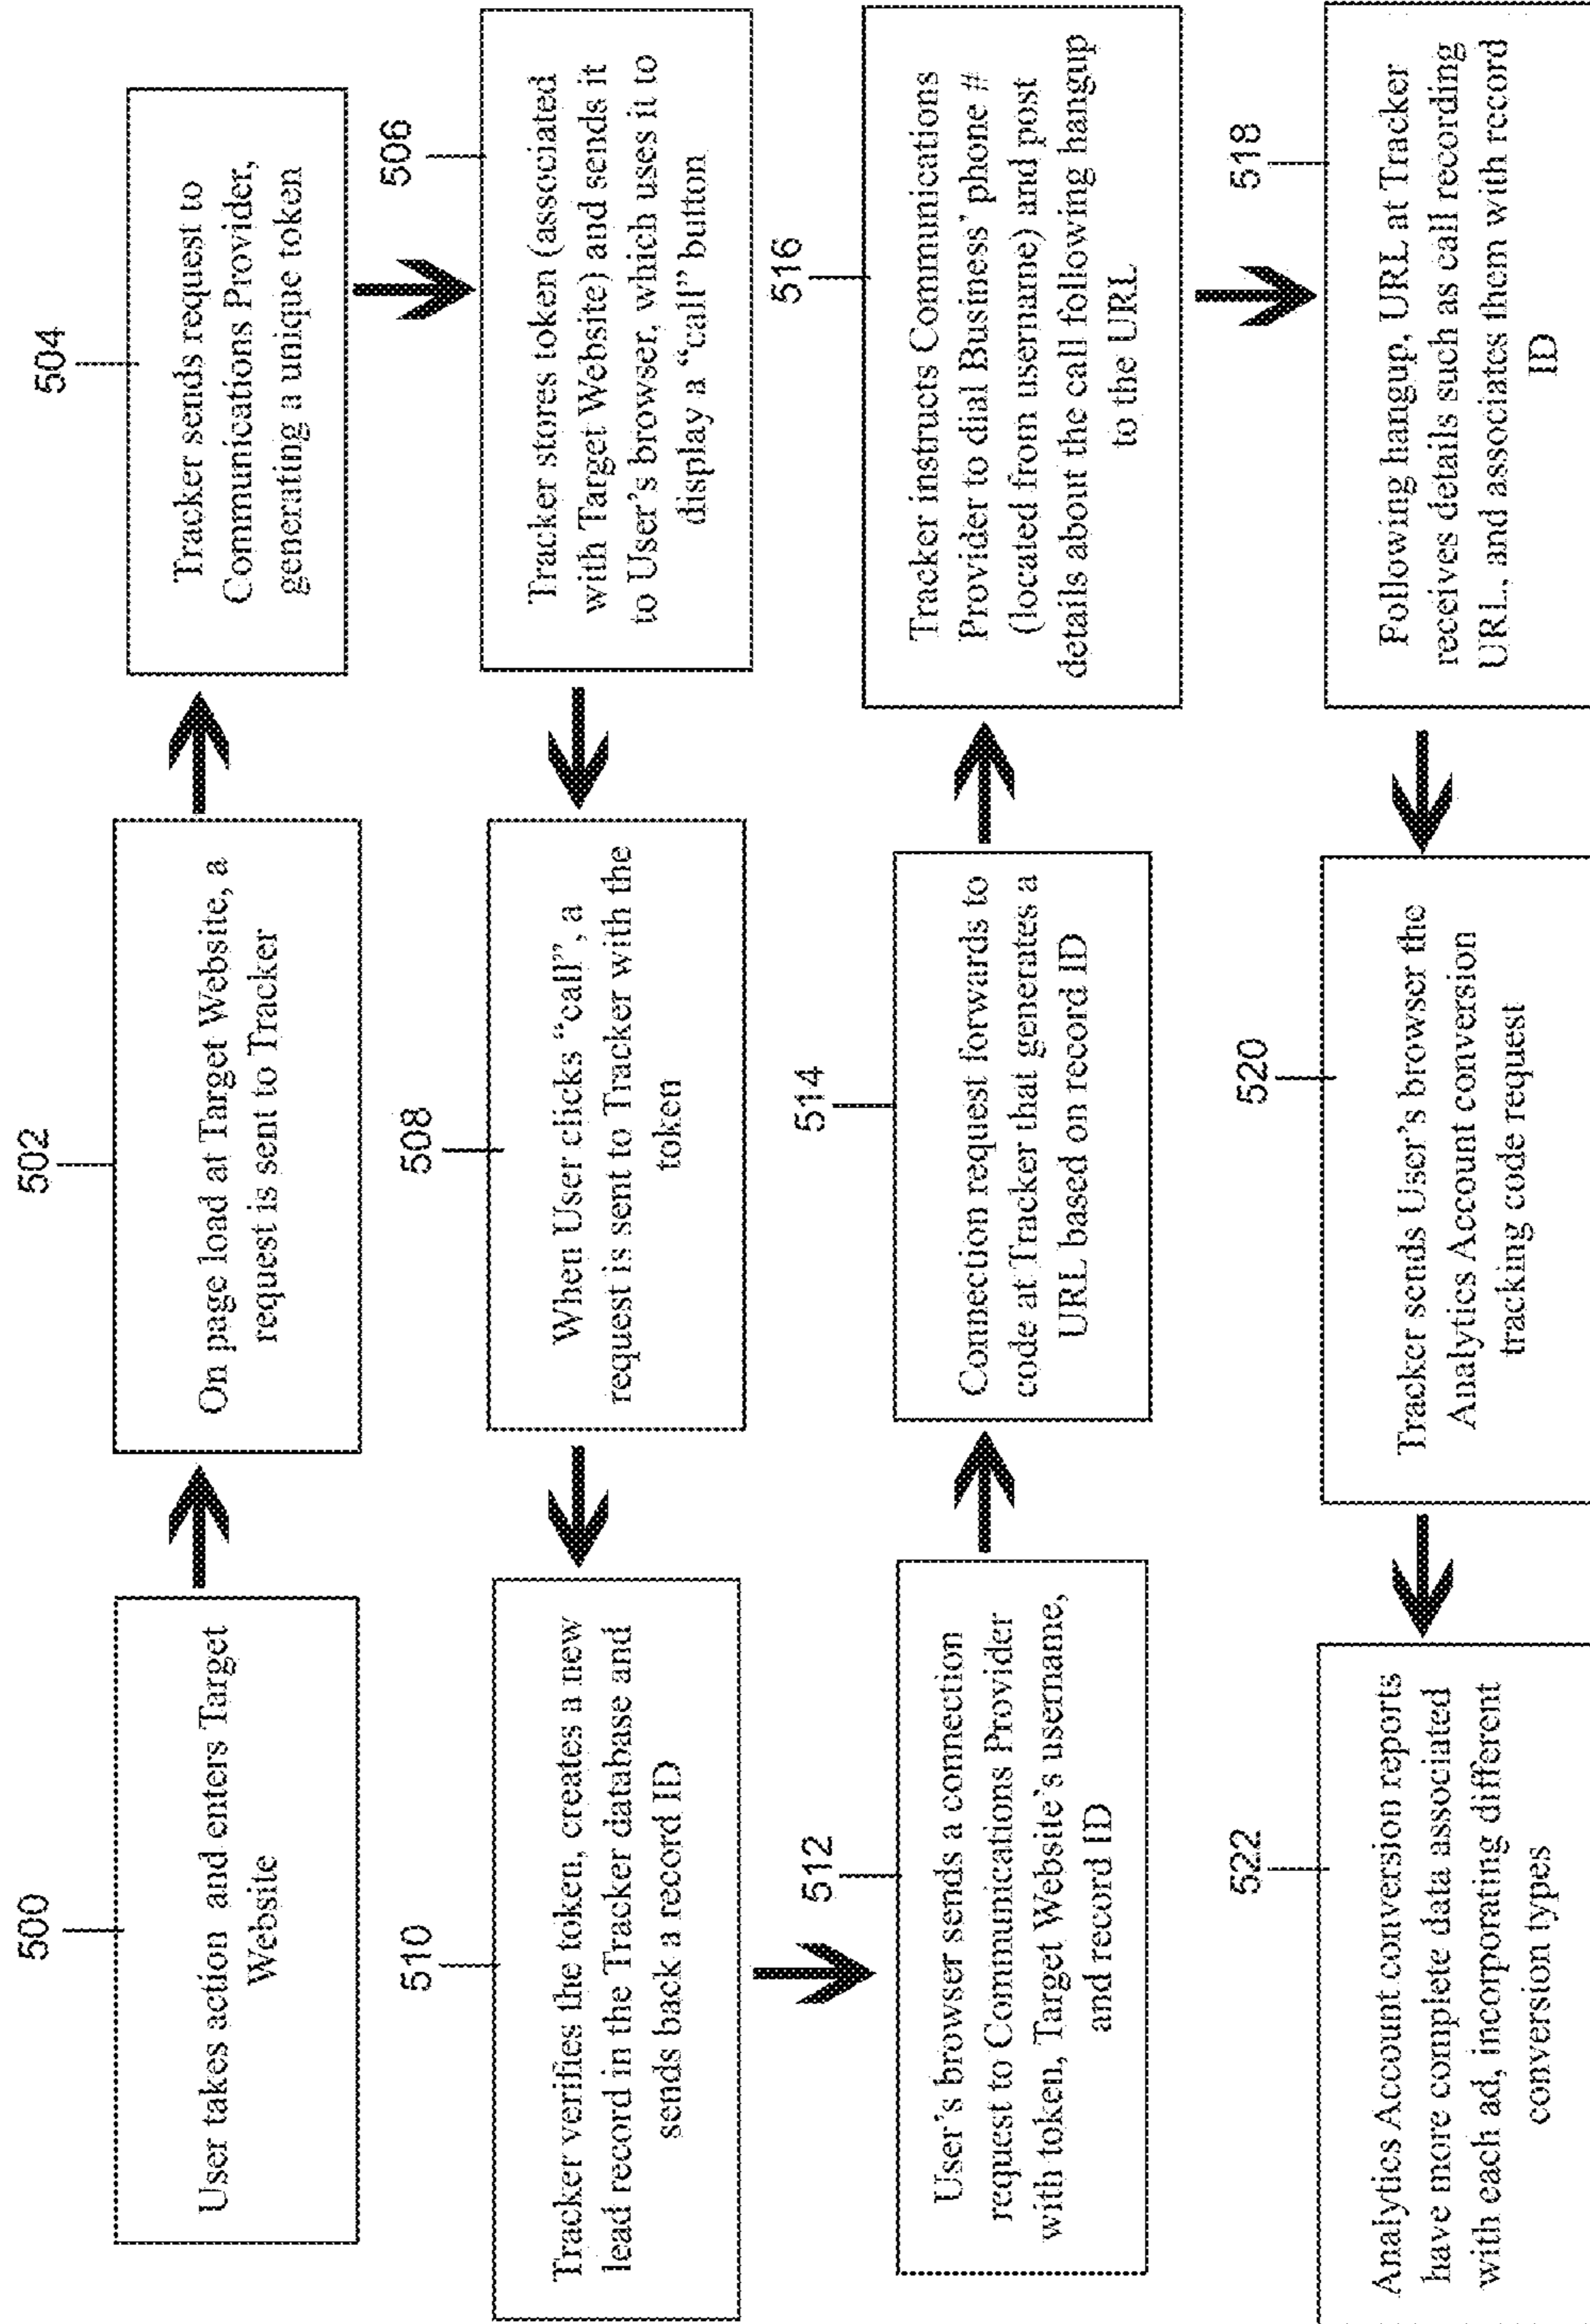 500
User takes action and enters Target
Website
502
On page load at Target Website, a
request is sent to Tracker
504
Tracker sends request to
Communications Provider,
generating a unique token
506
Tracker stores token (associated
with Target Website) and sends it
to User's browser, which uses it to
display a "call" button
508
When User clicks "call", a
request is sent to Tracker with the
token
510
Tracker verifies the token, creates a new
lead record in the Tracker database and
sends back a record ID
512
User's browser sends a connection
request to Communications Provider
with token, Target Website's username,
and record ID
514
Connection request forwards to
code at Tracker that generates a
URL based on record ID
516
Tracker instructs Communications
Provider to dial Business' phone #
(located from username) and post
details about the call following hangup
to the URL
518
Following hangup, URL at Tracker
receives details such as call recording
URL, and associates them with record
ID
520
Tracker sends User's browser the
Analytics Account conversion
tracking code request
522
Analytics Account conversion reports
have more complete data associated
with each ad, incorporating different
conversion types